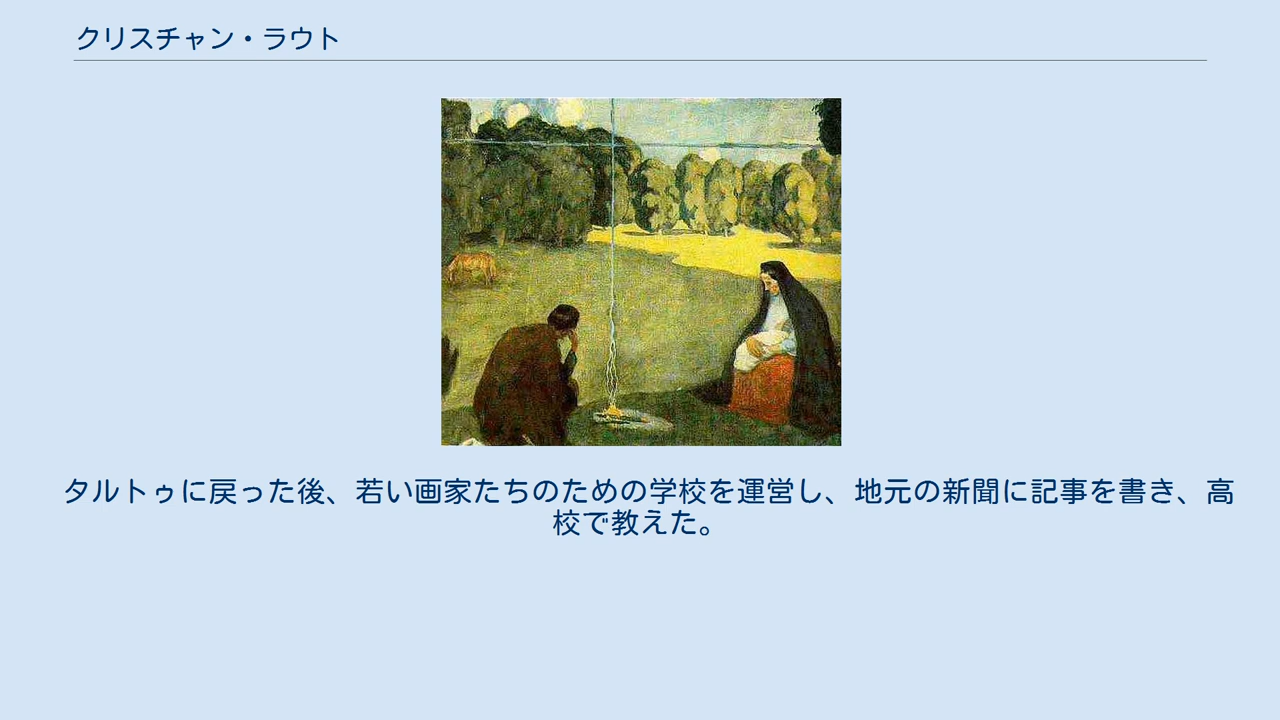 クリスチャン・ラウト
タルトゥに戻った後、若い画家たちのための学校を運営し、地元の新聞に記事を書き、高
校で教えた。